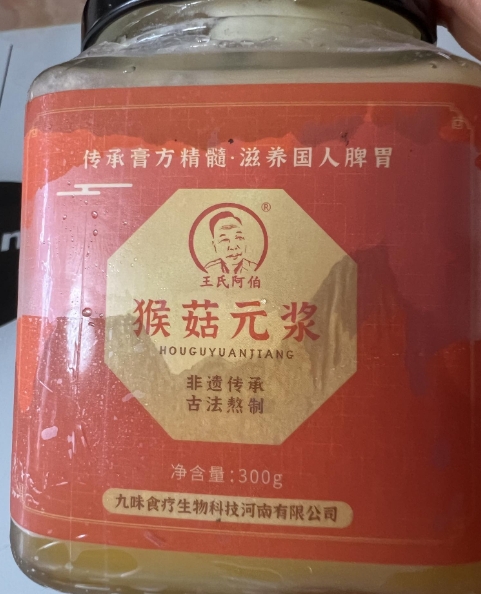 传承膏方精髓·滋养国人脾胃
®
王氏阿伯
猴菇元浆
HOUGUYUANJIANG
非遗传承
古法熬制
净含量:300g
九味食疗生物科技河南有限公司